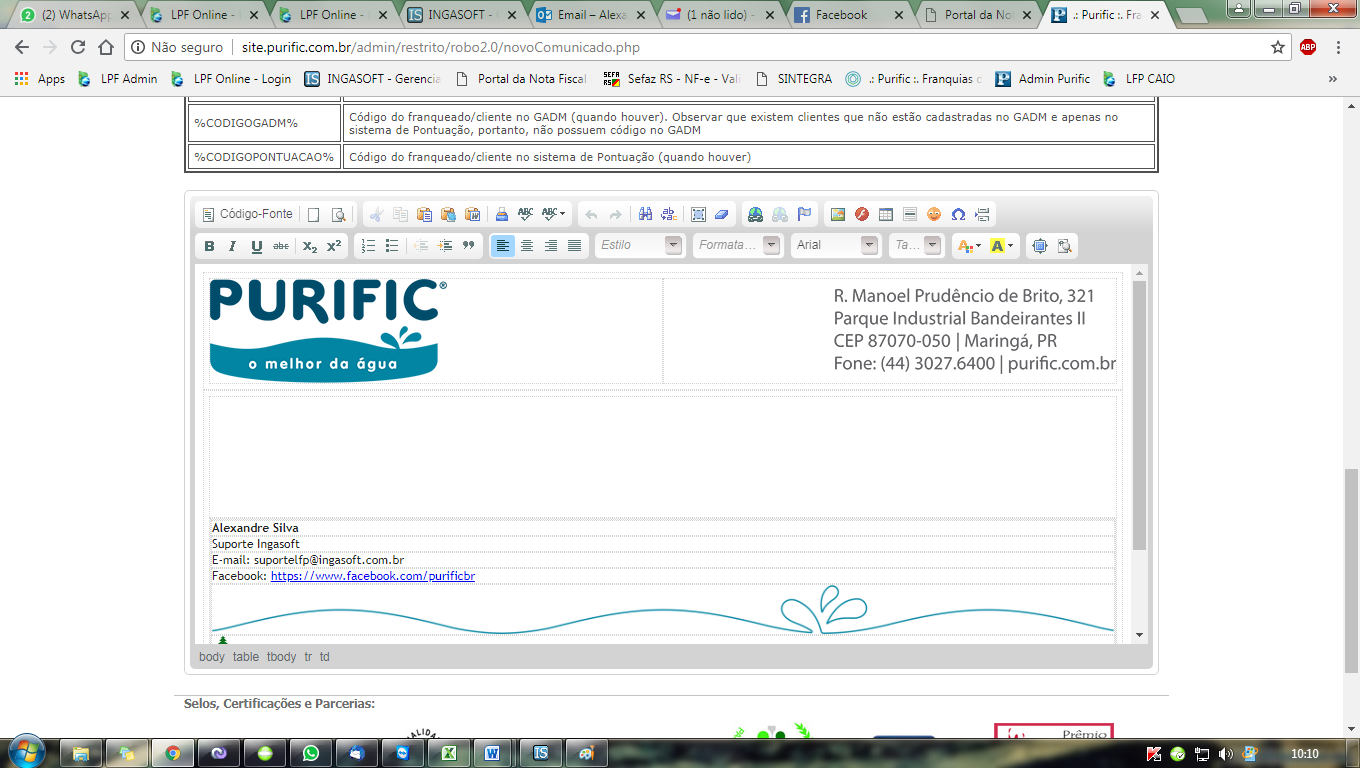 (2) WhatsApp
LPF Online -
LPF Online -
INGASOFT -
Email – Alexa
(1 não lido) -
Facebook
Portal da Not
.: Purific :. Fra
Não seguro
site.purific.com.br/admin/restrito/robo2.0/novoComunicado.php
ABP
Apps
LPF Admin
LPF Online - Login
INGASOFT - Gerencia
Portal da Nota Fiscal
Sefaz RS - NF-e - Vali
SINTEGRA
.: Purific :. Franquias d
Admin Purific
LFP CAIO
»
%CODIGOGADM%
Código do franqueado/cliente no GADM (quando houver). Observar que existem clientes que não estão cadastradas no GADM e apenas no
sistema de Pontuação, portanto, não possuem código no GADM
%CODIGOPONTUACAO%
Código do franqueado/cliente no sistema de Pontuação (quando houver)
Código-Fonte
Estilo
Formata...
Arial
Ta...
PURIFIC®
o melhor da água
R. Manoel Prudêncio de Brito, 321
Parque Industrial Bandeirantes II
CEP 87070-050 | Maringá, PR
Fone: (44) 3027.6400 | purific.com.br
Alexandre Silva
Suporte Ingasoft
E-mail: suportelfp@ingasoft.com.br
Facebook: https://www.facebook.com/purificbr
body table tbody tr td
Selos, Certificações e Parcerias:
Prêmio
10:10